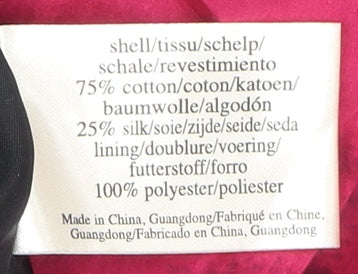 shell/tissu/schelp/
schale/revestimiento
75% cotton/coton/katoen/
baumwolle/algodón
25% silk/soie/zijde/seide/seda
lining/doublure/voering/
futterstoff/forro
100% polyester/poliester
Made in China, Guangdong/Fabriqué en Chine,
Guangdong/Fabricado en China, Guangdong